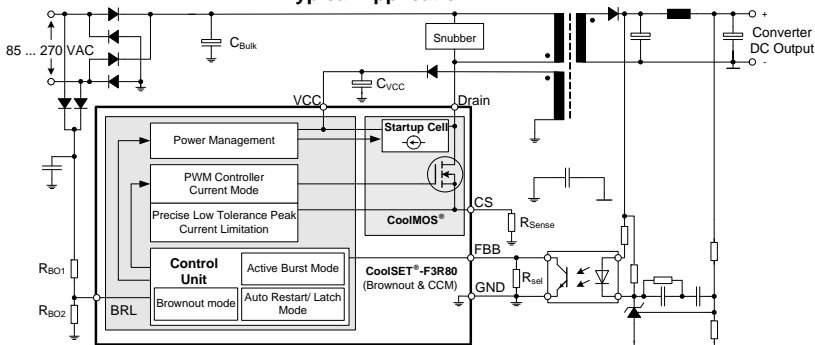 85 ... 270 VAC
CBulk
Snubber
+
Converter
DC Output
-
CVCC
VCC
Drain
Power Management
Startup Cell
PWM Controller
Current Mode
Precise Low Tolerance Peak
Current Limitation
CoolMOS®
CS
RSense
FBB
Control
Unit
Active Burst Mode
CoolSET®-F3R80
(Brownout & CCM)
Rsel
RBO1
GND
Brownout mode
Auto Restart/ Latch
Mode
BRL
RBO2